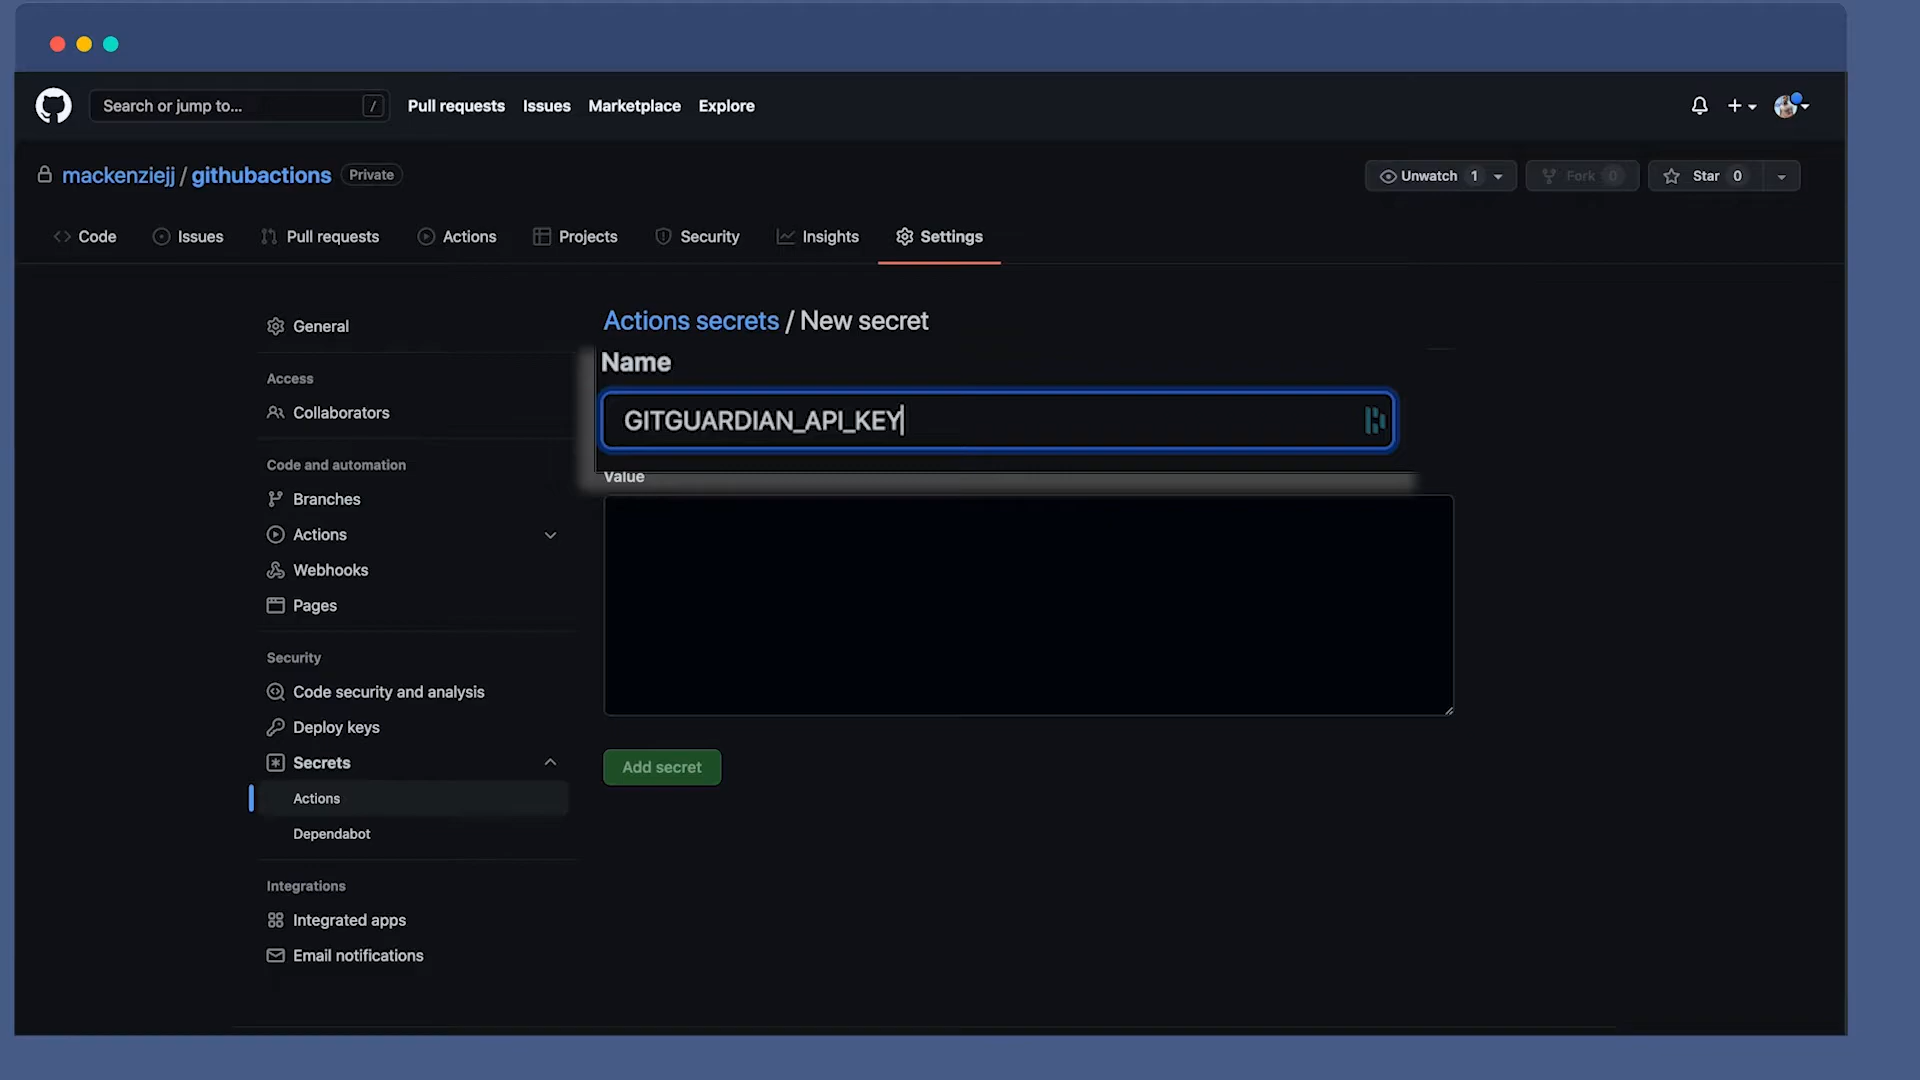 Search or jump to... /
Pull requests Issues Marketplace Explore
mackenziejj / githubactions Private
Unwatch 1 Fork 0 Star 0
Code Issues Pull requests Actions Projects Security Insights Settings
General
Access
Collaborators
Code and automation
Branches
Actions
Webhooks
Pages
Security
Code security and analysis
Deploy keys
Secrets
Actions
Dependabot
Integrations
Integrated apps
Email notifications
Actions secrets / New secret
Name
GITGUARDIAN_API_KEY
Value
Add secret